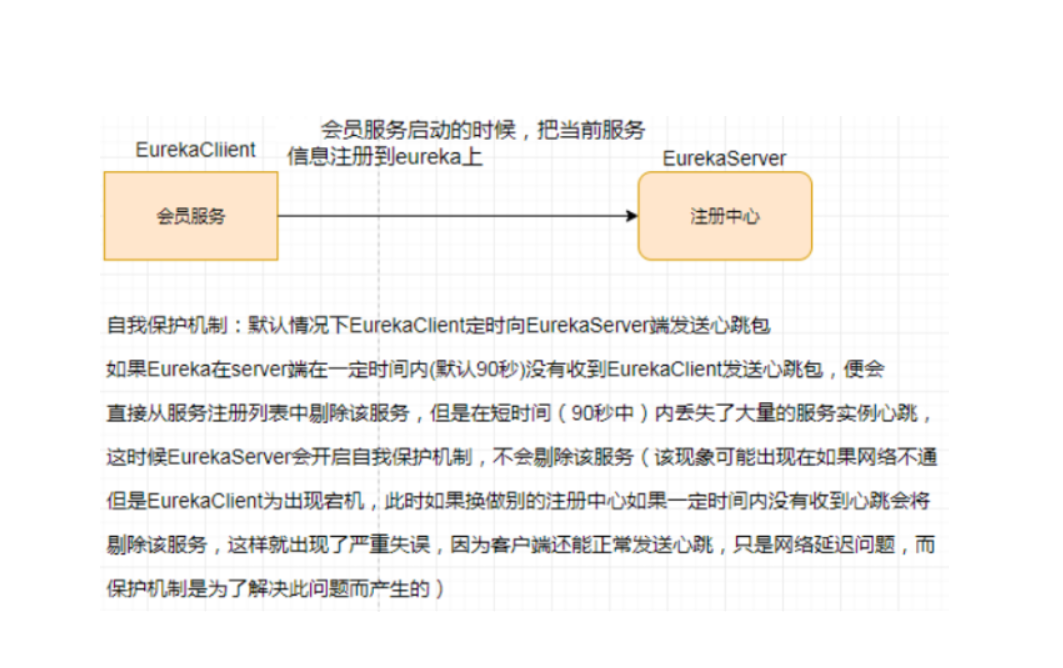 会员服务启动的时候，把当前服务
信息注册到eureka上
EurekaCliient
EurekaServer
会员服务
注册中心
自我保护机制：默认情况下EurekaClient定时向EurekaServer端发送心跳包
如果Eureka在server端在一定时间内(默认90秒)没有收到EurekaClient发送心跳包，便会
直接从服务注册列表中剔除该服务，但是在短时间（90秒中）内丢失了大量的服务实例心跳，
这时候EurekaServer会开启自我保护机制，不会剔除该服务（该现象可能出现在如果网络不通
但是EurekaClient为出现宕机，此时如果换做别的注册中心如果一定时间内没有收到心跳会将
剔除该服务，这样就出现了严重失误，因为客户端还能正常发送心跳，只是网络延迟问题，而
保护机制是为了解决此问题而产生的）